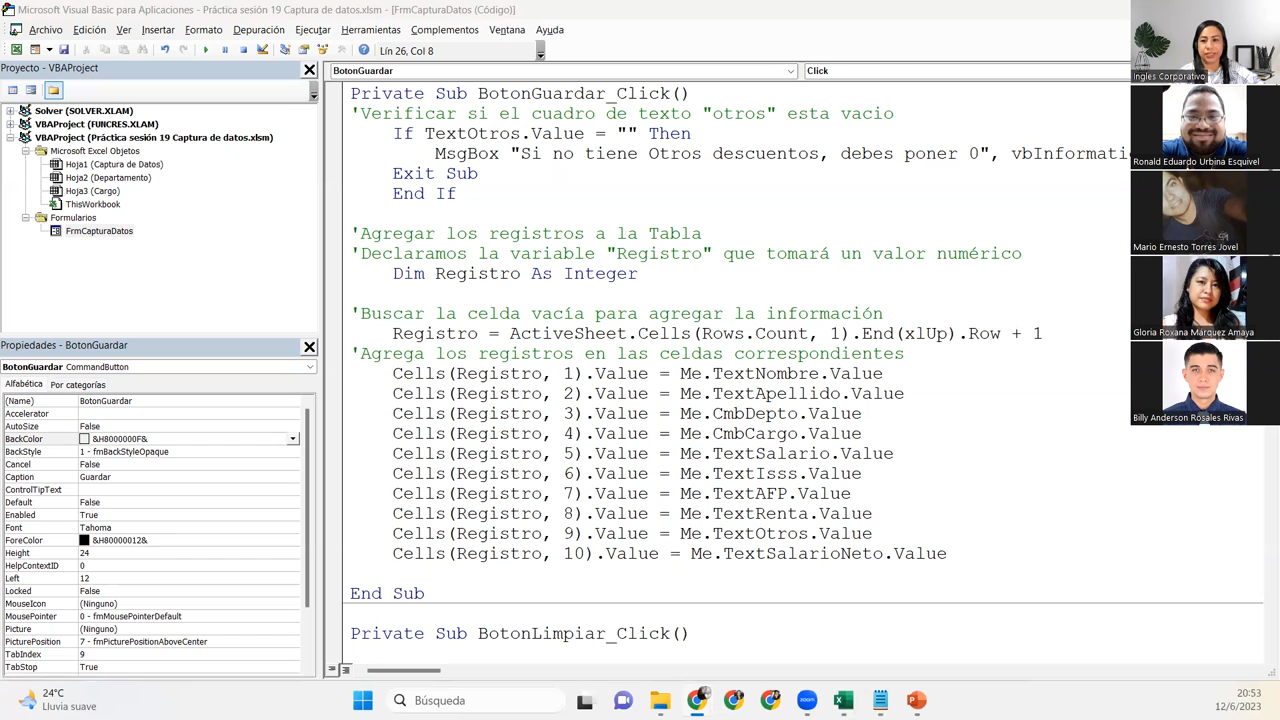 Microsoft Visual Basic para Aplicaciones - Práctica sesión 19 Captura de datos.xlsm - [FrmCapturaDatos (Código)]
Archivo Edición Ver Insertar Formato Depuración Ejecutar Herramientas Complementos Ventana Ayuda
Lín 26, Col 8
Proyecto - VBAProject
Solver (SOLVER.XLAM)
VBAProject (FUNCRES.XLAM)
VBAProject (Práctica sesión 19 Captura de datos.xlsm)
Microsoft Excel Objetos
Hoja1 (Captura de Datos)
Hoja2 (Departamento)
Hoja3 (Cargo)
ThisWorkbook
Formularios
FrmCapturaDatos
Propiedades - BotonGuardar
BotonGuardar CommandButton
Alfabética Por categorías
(Name) BotonGuardar
Accelerator
AutoSize False
BackColor &H8000000F&
BackStyle 1 - fmBackStyleOpaque
Cancel False
Caption Guardar
ControlTipText
Default False
Enabled True
Font Tahoma
ForeColor &H80000012&
Height 24
HelpContextID 0
Left 12
Locked False
MouseIcon (Ninguno)
MousePointer 0 - fmMousePointerDefault
Picture (Ninguno)
PicturePosition 7 - fmPicturePositionAboveCenter
TabIndex 9
TabStop True
BotonGuardar Click
Private Sub BotonGuardar_Click()
'Verificar si el cuadro de texto "otros" esta vacio
If TextOtros.Value = "" Then
MsgBox "Si no tiene Otros descuentos, debes poner 0", vbInformati
Exit Sub
End If
'Agregar los registros a la Tabla
'Declaramos la variable "Registro" que tomará un valor numérico
Dim Registro As Integer
'Buscar la celda vacía para agregar la información
Registro = ActiveSheet.Cells(Rows.Count, 1).End(xlUp).Row + 1
'Agrega los registros en las celdas correspondientes
Cells(Registro, 1).Value = Me.TextNombre.Value
Cells(Registro, 2).Value = Me.TextApellido.Value
Cells(Registro, 3).Value = Me.CmbDepto.Value
Cells(Registro, 4).Value = Me.CmbCargo.Value
Cells(Registro, 5).Value = Me.TextSalario.Value
Cells(Registro, 6).Value = Me.TextIsss.Value
Cells(Registro, 7).Value = Me.TextAFP.Value
Cells(Registro, 8).Value = Me.TextRenta.Value
Cells(Registro, 9).Value = Me.TextOtros.Value
Cells(Registro, 10).Value = Me.TextSalarioNeto.Value
End Sub
Private Sub BotonLimpiar_Click()
Ingles Corporativo
Ronald Eduardo Urbina Esquivel
Mario Ernesto Torres Jovel
Gloria Roxana Marquez Amaya
Billy Anderson Rosales Rivas
24°C
Lluvia suave
Búsqueda
zoom
20:53
12/6/2023